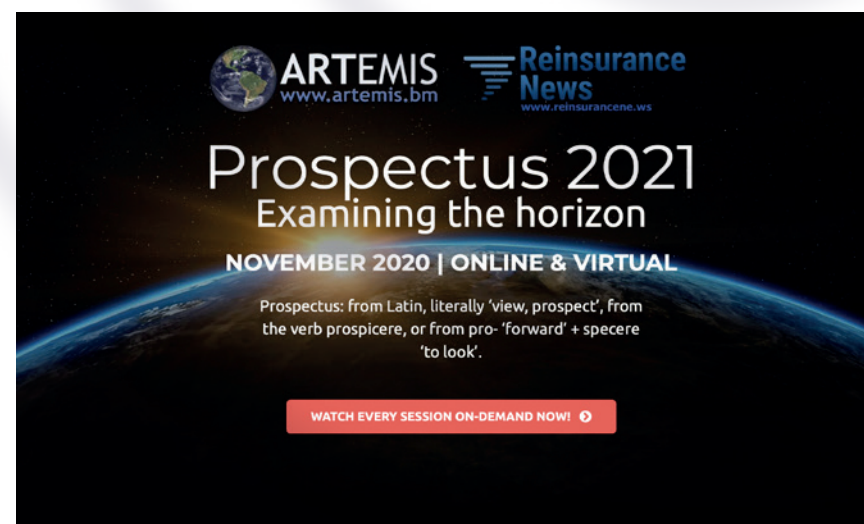 ARTEMIS
www.artemis.bm
Reinsurance
News
www.reinsurancene.ws
Prospectus 2021
Examining the horizon
NOVEMBER 2020 | ONLINE & VIRTUAL
Prospectus: from Latin, literally ‘view, prospect’, from
the verb prospicere, or from pro- ‘forward’ + specere
‘to look’.
WATCH EVERY SESSION ON-DEMAND NOW!